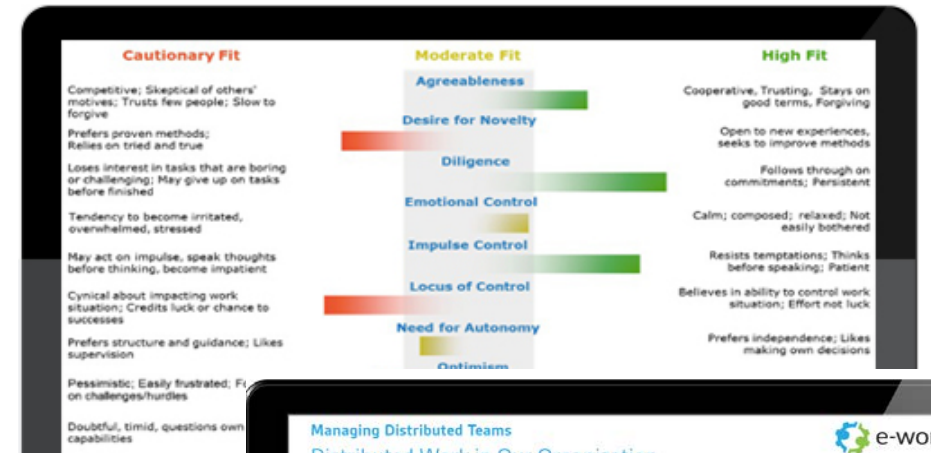 Cautionary Fit
Moderate Fit
High Fit
Agreeableness
Competitive; Skeptical of others'
motives; Trusts few people; Slow to
forgive
Cooperative, Trusting, Stays on
good terms, Forgiving
Desire for Novelty
Prefers proven methods;
Relies on tried and true
Open to new experiences,
seeks to improve methods
Diligence
Loses interest in tasks that are boring
or challenging; May give up on tasks
before finished
Follows through on
commitments; Persistent
Emotional Control
Tendency to become irritated,
overwhelmed, stressed
Calm; composed; relaxed; Not
easily bothered
Impulse Control
May act on impulse, speak thoughts
before thinking, become impatient
Resists temptations; Thinks
before speaking; Patient
Locus of Control
Cynical about impacting work
situation; Credits luck or chance to
successes
Believes in ability to control work
situation; Effort not luck
Need for Autonomy
Prefers structure and guidance; Likes
supervision
Prefers independence; Likes
making own decisions
Optimism
Pessimistic; Easily frustrated;
on challenges/hurdles
Doubtful, timid, questions own
capabilities
Managing Distributed Teams
Distributed Work in Our Organization